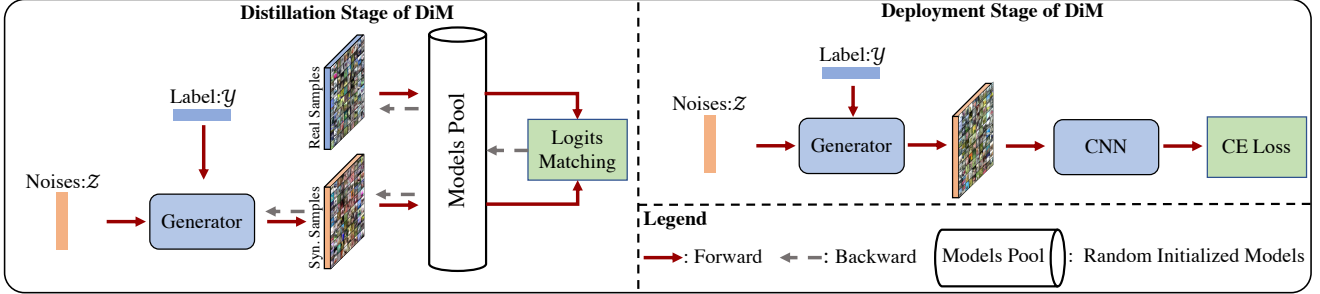 Distillation Stage of DiM
Label:𝒴
Noises:𝒵
Generator
Real Samples
Syn. Samples
Models Pool
Logits
Matching
Deployment Stage of DiM
Label:𝒴
Noises:𝒵
Generator
CNN
CE Loss
Legend
: Forward
: Backward
Models Pool
: Random Initialized Models